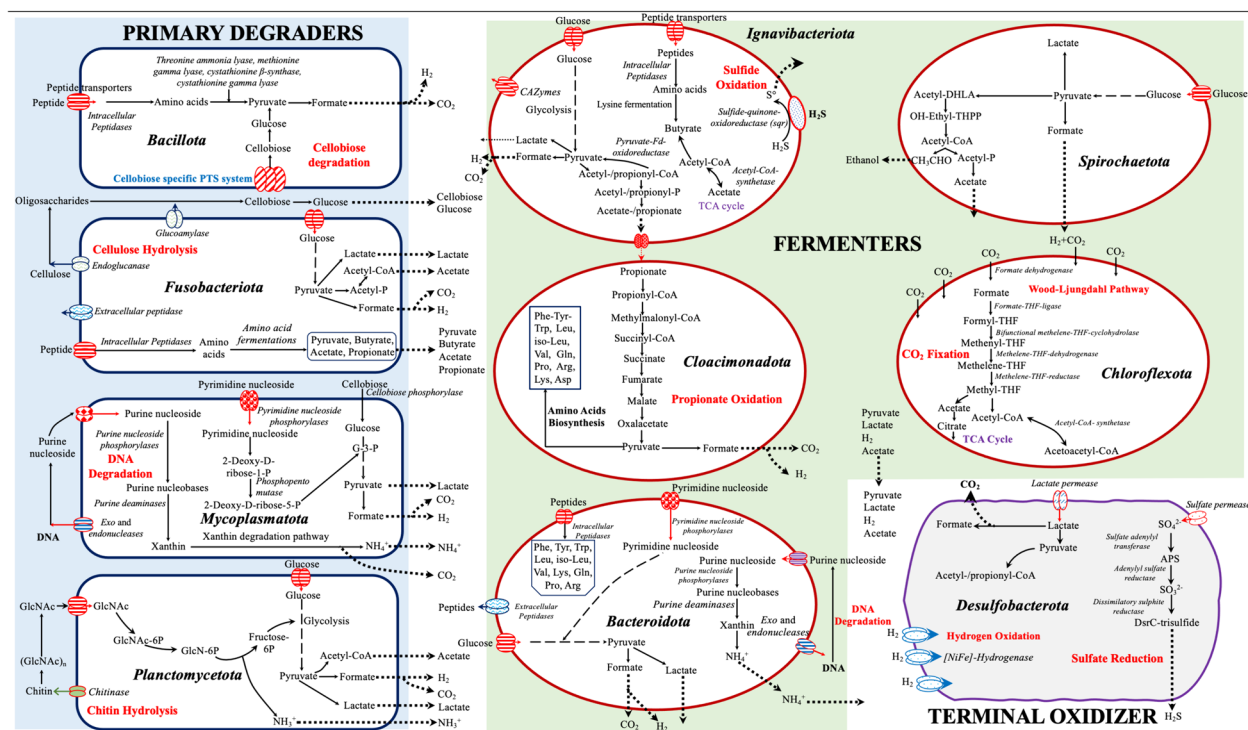 PRIMARY DEGRADERS
Threonine ammonia lyase, methionine
gamma lyase, cystathionine β-synthase,
cystathionine gamma lyase
Peptide transporters
Peptide
Amino acids
Pyruvate
Formate
H2
CO2
Intracellular
Peptidases
Bacillota
Glucose
Cellobiose
Cellobiose
degradation
Cellobiose specific PTS system
Oligosaccharides
Cellobiose
Glucose
Cellobiose
Glucose
Glucoamylase
Glucose
Cellulose Hydrolysis
Cellulose
Endoglucanase
Fusobacteriota
Lactate
Lactate
Acetyl-CoA
Acetate
Pyruvate
Acetyl-P
Formate
CO2
H2
Extracellular peptidase
Peptide
Intracellular Peptidases
Amino
acids
Amino acid
fermentations
Pyruvate, Butyrate,
Acetate, Propionate
Pyruvate
Butyrate
Acetate
Propionate
Pyrimidine nucleoside
Cellobiose
Cellobiose phosphorylase
Purine nucleoside
Purine
nucleoside
Purine nucleoside
phosphorylases
DNA
Degradation
Pyrimidine nucleoside
phosphorylases
Pyrimidine nucleoside
2-Deoxy-D-
ribose-1-P
Phosphopento
mutase
2-Deoxy-D-ribose-5-P
Glucose
G-3-P
Pyruvate
Lactate
CO2
Formate
H2
Purine nucleobases
Purine deaminases
Mycoplasmatota
DNA
Exo and
endonucleases
Xanthin degradation pathway
Xanthin
NH4+
NH4+
CO2
Glucose
GlcNAc
GlcNAc
Glucose
GlcNAc-6P
Fructose-
6P
Glycolysis
GlcN-6P
(GlcNAc)n
Planctomycetota
Acetyl-CoA
Acetate
Pyruvate
Formate
H2
CO2
Lactate
Lactate
Chitin
Chitinase
Chitin Hydrolysis
NH3+
NH3+
FERMENTERS
Glucose
Peptide transporters
Ignavibacteriota
Glucose
Peptides
Intracellular
Peptidases
Sulfide
Oxidation
CAZymes
Amino acids
S°
Glycolysis
Lysine fermentation
Sulfide-quinone-
oxidoreductase (sqr)
H2S
H2S
Butyrate
Pyruvate-Fd-
oxidoreductase
Lactate
H2
Formate
Pyruvate
CO2
Acetyl-CoA
Acetyl-/propionyl-CoA
Acetyl-CoA-
synthetase
Acetyl-/propionyl-P
Acetate
TCA cycle
Acetate-/propionate
Propionate
Propionyl-CoA
Methylmalonyl-CoA
Succinyl-CoA
Succinate
Fumarate
Malate
Oxalacetate
Pyruvate
Formate
CO2
H2
Phe-Tyr-
Trp, Leu,
iso-Leu,
Val, Gln,
Pro, Arg,
Lys, Asp
Amino Acids
Biosynthesis
Cloacimonadota
Propionate Oxidation
Pyrimidine nucleoside
Peptides
Intracellular
Peptidases
Pyrimidine nucleoside
phosphorylases
Phe, Tyr, Trp,
Leu, iso-Leu,
Val, Lys, Gln,
Pro, Arg
Pyrimidine nucleoside
Purine nucleoside
Purine nucleoside
Purine nucleoside
phosphorylases
Purine nucleobases
Purine deaminases
Peptides
Extracellular
Peptidases
Bacteroidota
Xanthin
Exo and
endonucleases
DNA
Degradation
Glucose
Pyruvate
Formate
Lactate
NH4+
DNA
NH4+
CO2
H2
Lactate
Acetyl-DHLA
Pyruvate
Glucose
Glucose
OH-Ethyl-THPP
Formate
Acetyl-CoA
Spirochaetota
Ethanol
CH3CHO
Acetyl-P
Acetate
H2+CO2
CO2
CO2
CO2
CO2
Formate dehydrogenase
Wood-Ljungdahl Pathway
Formate
Formate-THF-ligase
Formyl-THF
Bifunctional methelene-THF-cyclohydrolase
Methenyl-THF
CO2 Fixation
Methelene-THF-dehydrogenase
Methelene-THF
Methelene-THF-reductase
Chloroflexota
Methyl-THF
Acetate
Acetyl-CoA
Citrate
Acetyl-CoA- synthetase
TCA Cycle
Acetoacetyl-CoA
Pyruvate
Lactate
H2
Acetate
Pyruvate
Lactate
H2
Acetate
CO2
Lactate permease
Sulfate permease
Formate
Lactate
SO42-
Sulfate adenylyl
transferase
Pyruvate
APS
Adenylyl sulfate
reductase
Acetyl-/propionyl-CoA
SO32-
Dissimilatory sulphite
reductase
Desulfobacterota
DsrC-trisulfide
H2
Hydrogen Oxidation
H2
[NiFe]-Hydrogenase
Sulfate Reduction
H2
TERMINAL OXIDIZER
H2S